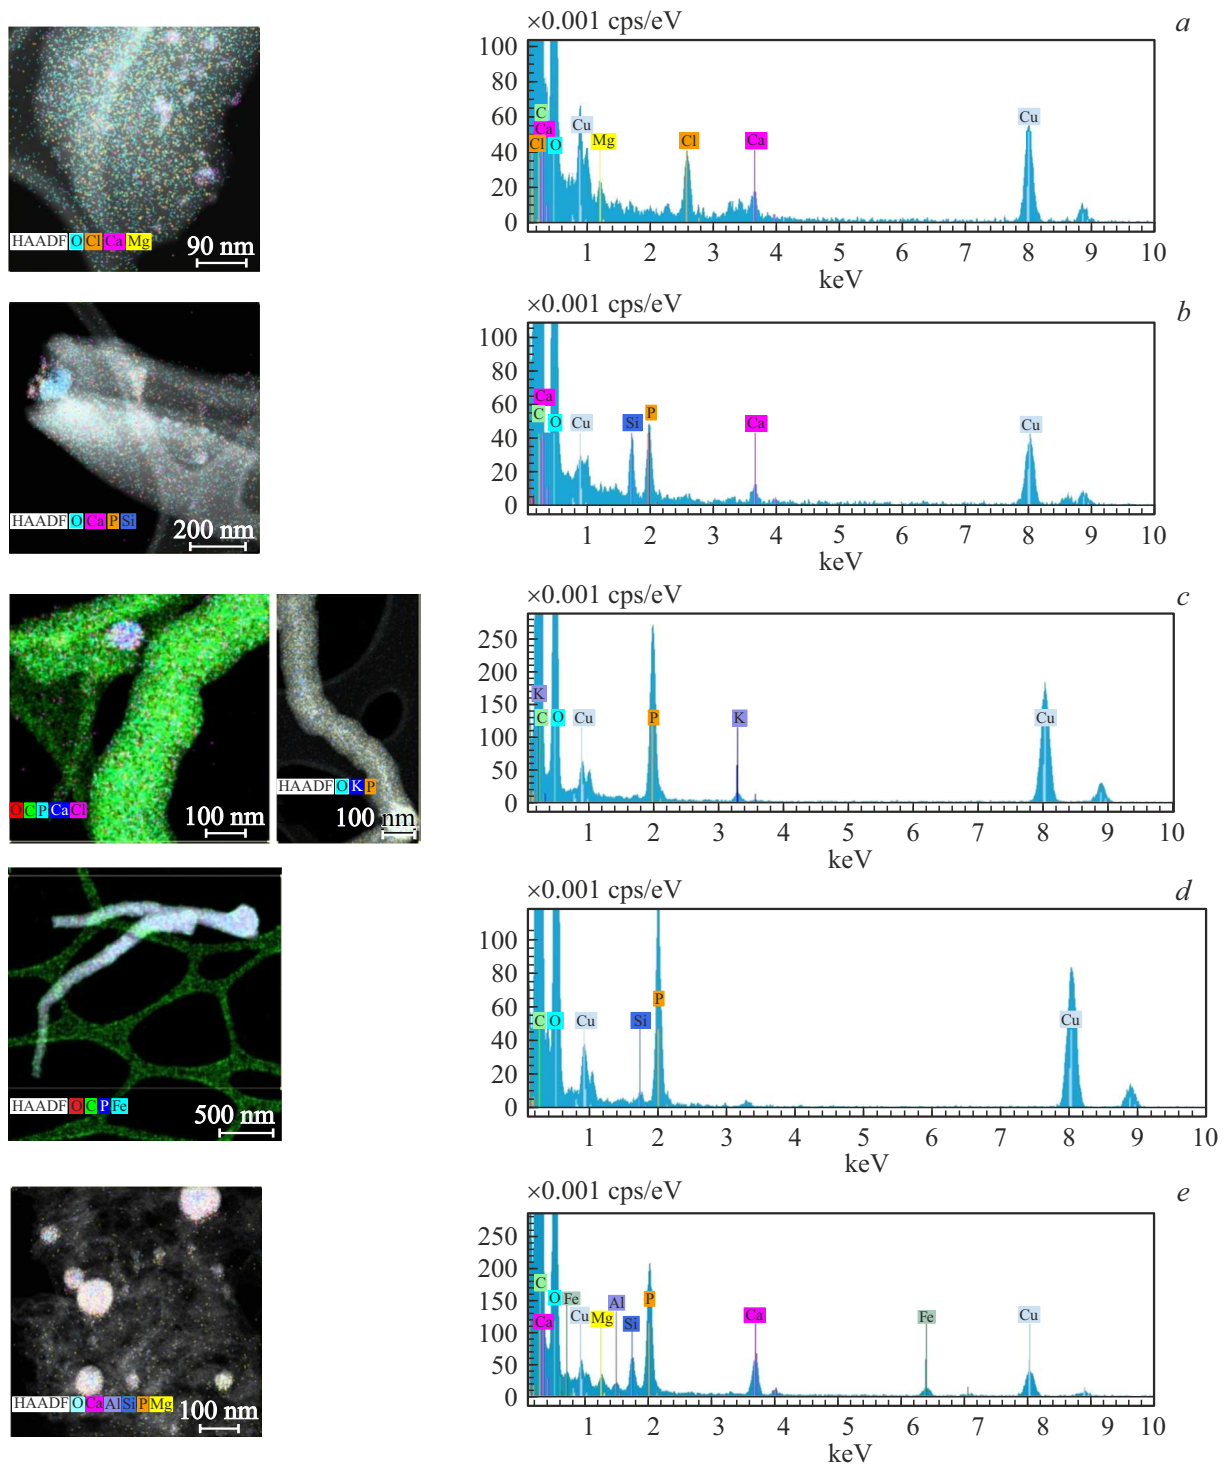 ×0.001 cps/eV
a
100
80
60
40
20
0
C
Ca
Cl
O
Cu
Mg
Cl
Ca
Cu
1 2 3 4 5 6 7 8 9 10
keV
HAADF O Cl Ca Mg
90 nm
×0.001 cps/eV
b
100
80
60
40
20
0
Ca
C
O
Cu
Si
P
Ca
Cu
1 2 3 4 5 6 7 8 9 10
keV
HAADF O Ca P Si
200 nm
×0.001 cps/eV
c
250
200
150
100
50
0
K
C
O
Cu
P
K
Cu
1 2 3 4 5 6 7 8 9 10
keV
O C P Ca Cl
100 nm
HAADF O K P
100 nm
×0.001 cps/eV
d
100
80
60
40
20
0
C
O
Cu
Si
P
Cu
1 2 3 4 5 6 7 8 9 10
keV
HAADF O C P Fe
500 nm
×0.001 cps/eV
e
250
200
150
100
50
0
C
Ca
O
Fe
Cu
Mg
Al
Si
P
Ca
Fe
Cu
1 2 3 4 5 6 7 8 9 10
keV
HAADF O Ca Al Si P Mg
100 nm